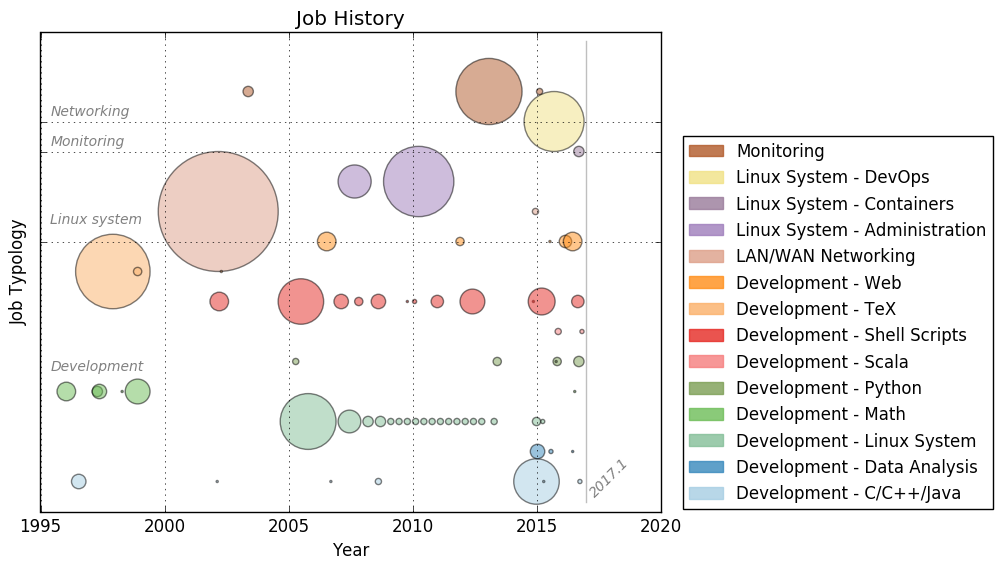 Job History
Networking
Monitoring
Linux system
Development
Job Typology
2017.1
1995 2000 2005 2010 2015 2020
Year
Monitoring
Linux System - DevOps
Linux System - Containers
Linux System - Administration
LAN/WAN Networking
Development - Web
Development - TeX
Development - Shell Scripts
Development - Scala
Development - Python
Development - Math
Development - Linux System
Development - Data Analysis
Development - C/C++/Java